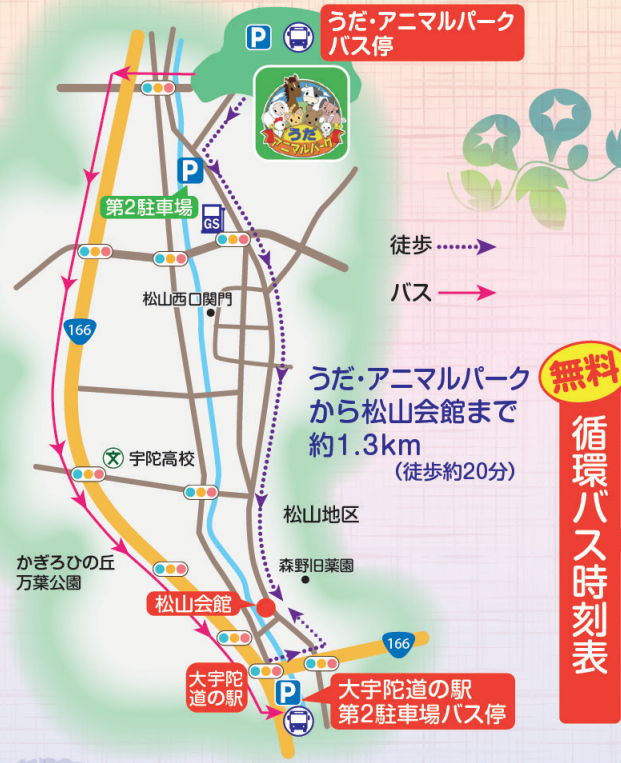 P
うだ・アニマルパーク
バス停
うだ
アニマルパーク
P
第2駐車場
GS
徒歩
バス
松山西口関門
166
うだ・アニマルパーク
から松山会館まで
約1.3km
(徒歩約20分)
無料
循環バス時刻表
文
宇陀高校
松山地区
かぎろひの丘
万葉公園
森野旧薬園
松山会館
166
大宇陀
道の駅
P
大宇陀道の駅
第2駐車場バス停